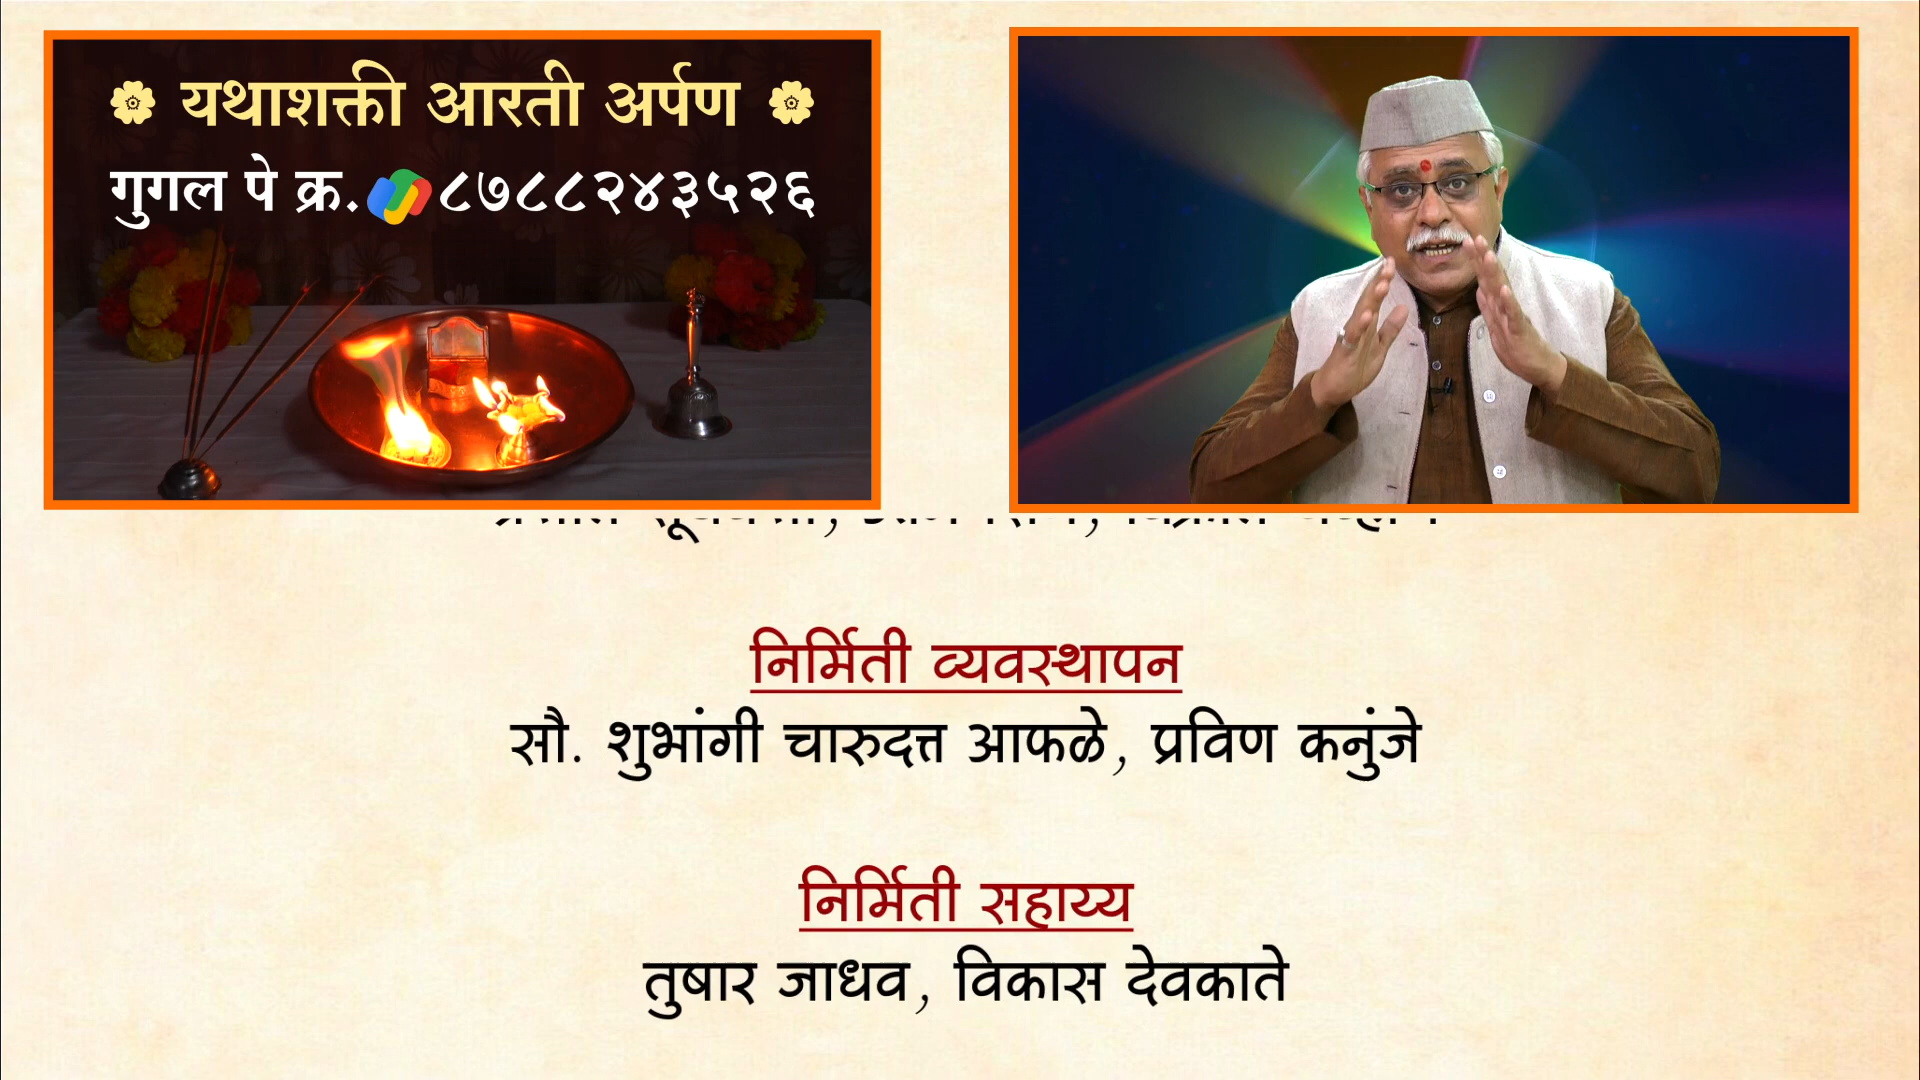 यथाशक्ती आरती अर्पण
गुगल पे क्र. ८७८८२४३५२६
निर्मिती व्यवस्थापन
सौ. शुभांगी चारुदत्त आफळे, प्रविण कनुंजे
निर्मिती सहाय्य
तुषार जाधव, विकास देवकाते